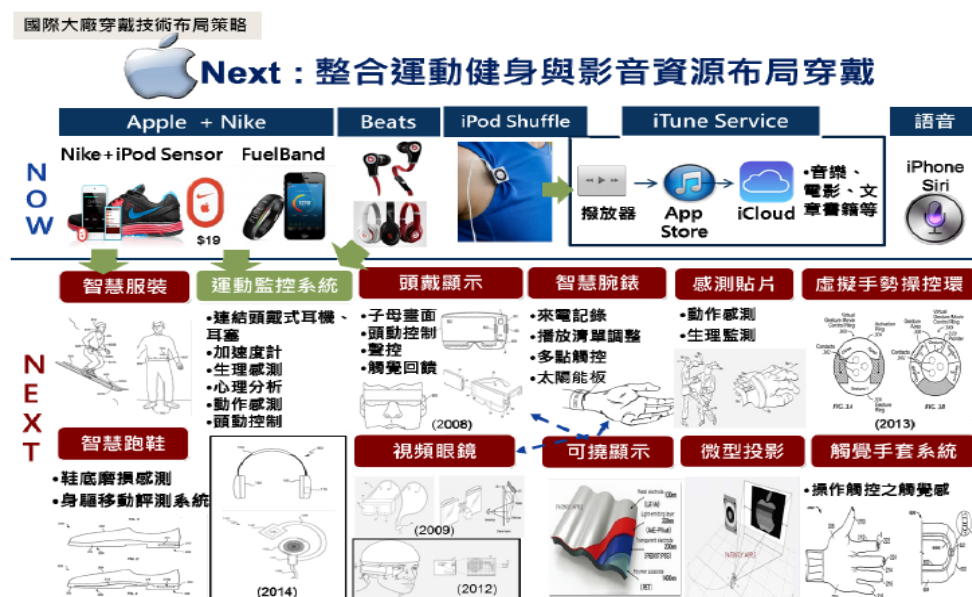 國際大廠穿戴技術布局策略
Next：整合運動健身與影音資源布局穿戴
Apple + Nike
Beats
iPod Shuffle
iTune Service
語音
NOW
Nike+iPod Sensor
FuelBand
$19
播放器
App Store
iCloud
•音樂、
電影、文
章書籍等
iPhone
Siri
NEXT
智慧服裝
運動監控系統
•連結頭戴式耳機、
耳塞
•加速度計
•生理感測
•心理分析
•動作感測
•頭動控制
(2014)
頭戴顯示
•子母畫面
•頭動控制
•聲控
•觸覺回饋
(2008)
智慧腕錶
•來電記錄
•播放清單調整
•多點觸控
•太陽能板
感測貼片
•動作感測
•生理監測
虛擬手勢操控環
(2013)
智慧跑鞋
•鞋底磨損感測
•身軀移動評測系統
視頻眼鏡
(2009)
(2012)
可撓顯示
微型投影
觸覺手套系統
•操作觸控之觸覺感